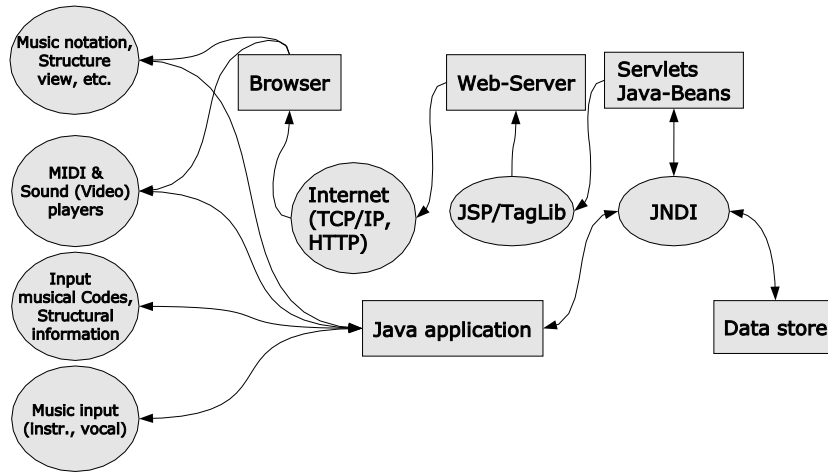 Music notation,
Structure
view, etc.
Browser
Web-Server
Servlets
Java-Beans
MIDI &
Sound (Video)
players
Internet
(TCP/IP,
HTTP)
JSP/TagLib
JNDI
Input
musical Codes,
Structural
information
Java application
Data store
Music input
(instr., vocal)